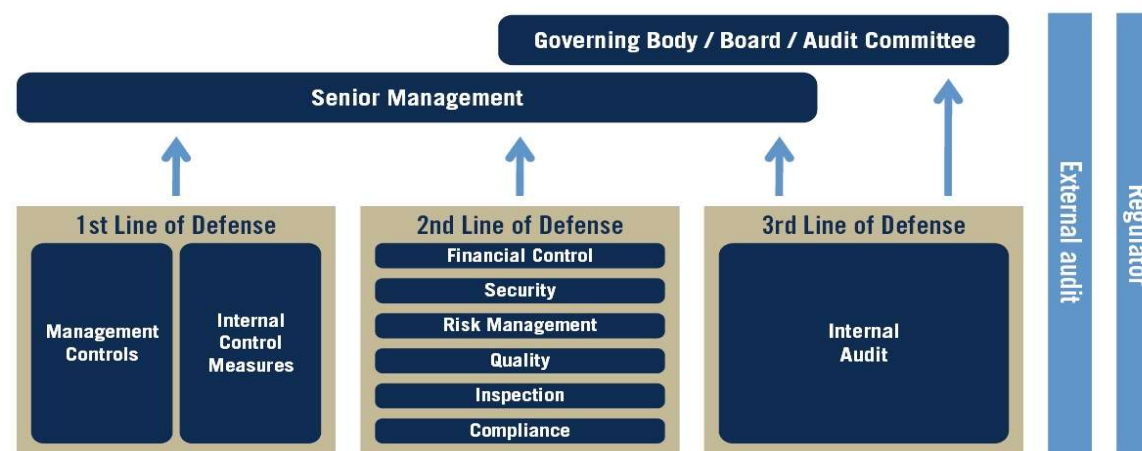 Governing Body / Board / Audit Committee
Senior Management
1st Line of Defense
Management
Controls
Internal
Control
Measures
2nd Line of Defense
Financial Control
Security
Risk Management
Quality
Inspection
Compliance
3rd Line of Defense
Internal
Audit
External audit
Regulator